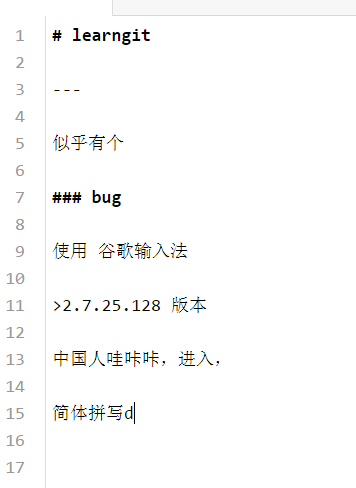 1 # learngit
2
3 ---
4
5 似乎有个
6
7 ### bug
8
9 使用 谷歌输入法
10
11 >2.7.25.128 版本
12
13 中国人哇咔咔，进入，
14
15 简体拼写d
16
17